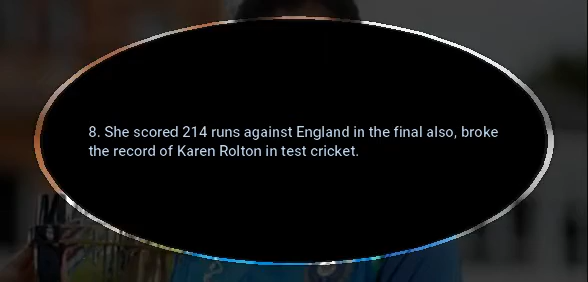 8. She scored 214 runs against England in the final also, broke
the record of Karen Rolton in test cricket.